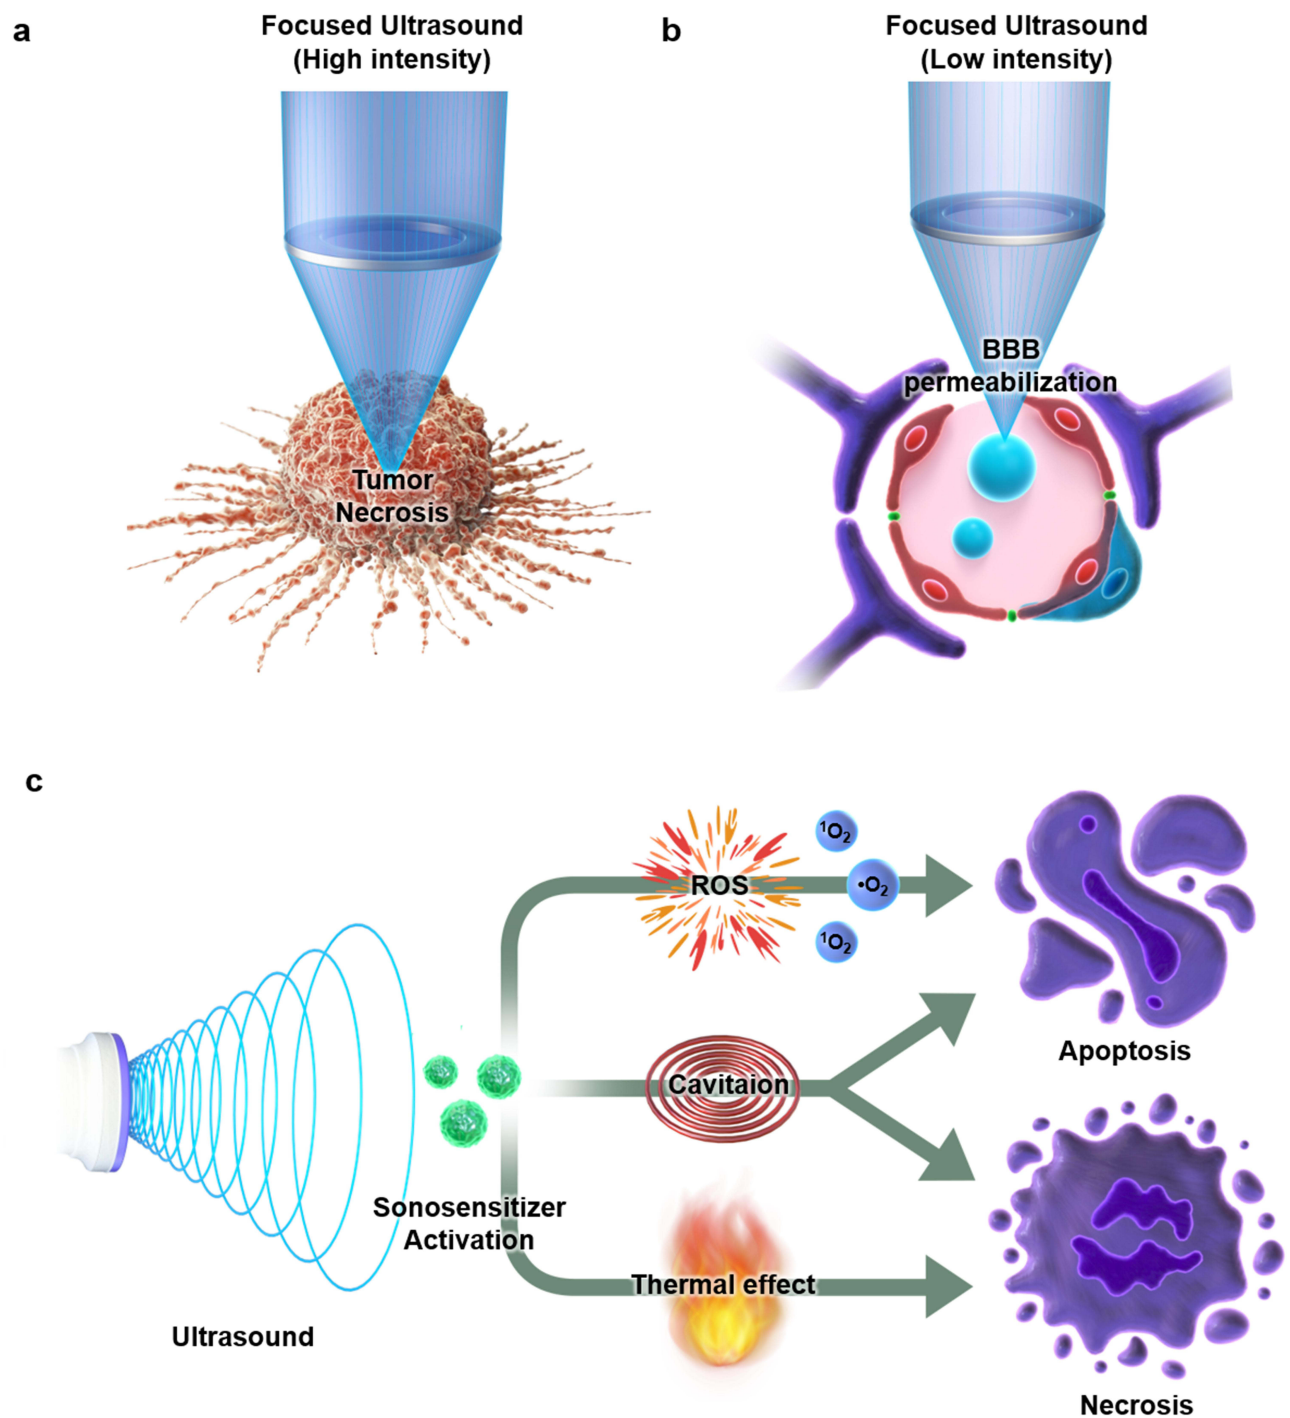 a
Focused Ultrasound
(High intensity)
Tumor
Necrosis
b
Focused Ultrasound
(Low intensity)
BBB
permeabilization
c
Ultrasound
Sonosensitizer
Activation
ROS
¹O₂
•O₂
¹O₂
Cavitaion
Thermal effect
Apoptosis
Necrosis